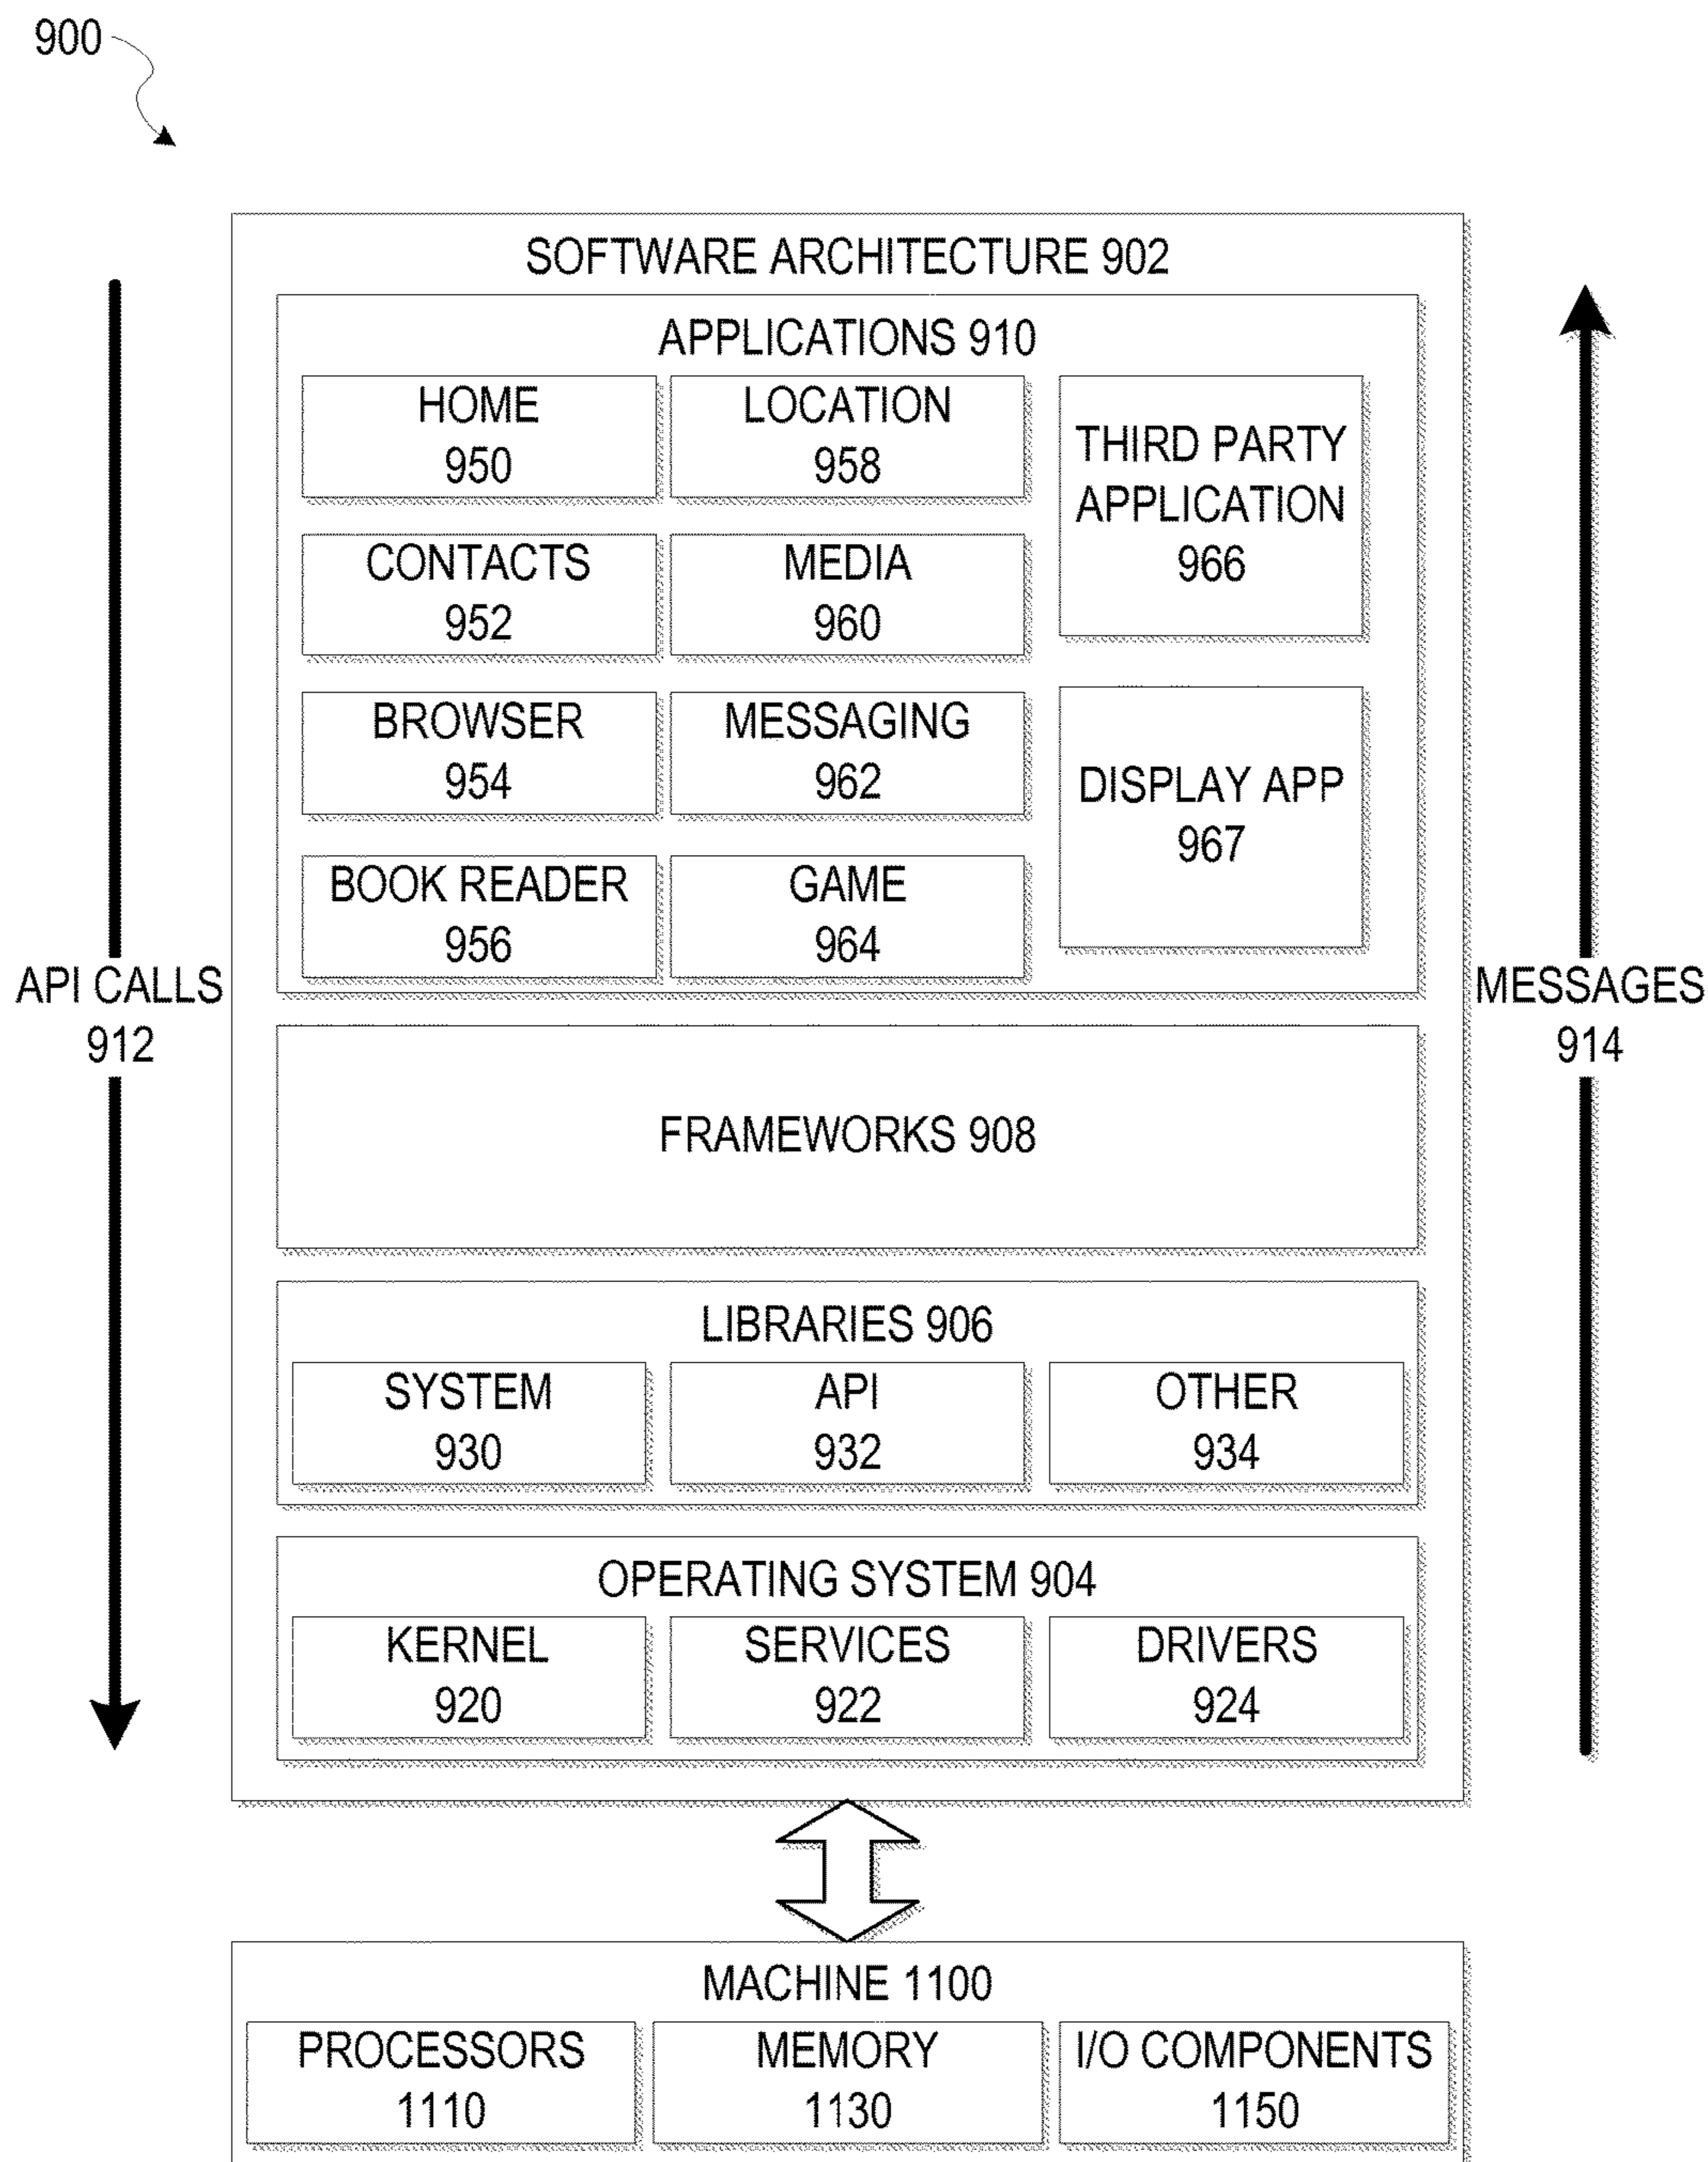 900
SOFTWARE ARCHITECTURE 902
APPLICATIONS 910
HOME
950
LOCATION
958
THIRD PARTY
APPLICATION
966
CONTACTS
952
MEDIA
960
BROWSER
954
MESSAGING
962
DISPLAY APP
967
BOOK READER
956
GAME
964
API CALLS
912
MESSAGES
914
FRAMEWORKS 908
LIBRARIES 906
SYSTEM
930
API
932
OTHER
934
OPERATING SYSTEM 904
KERNEL
920
SERVICES
922
DRIVERS
924
MACHINE 1100
PROCESSORS
1110
MEMORY
1130
I/O COMPONENTS
1150